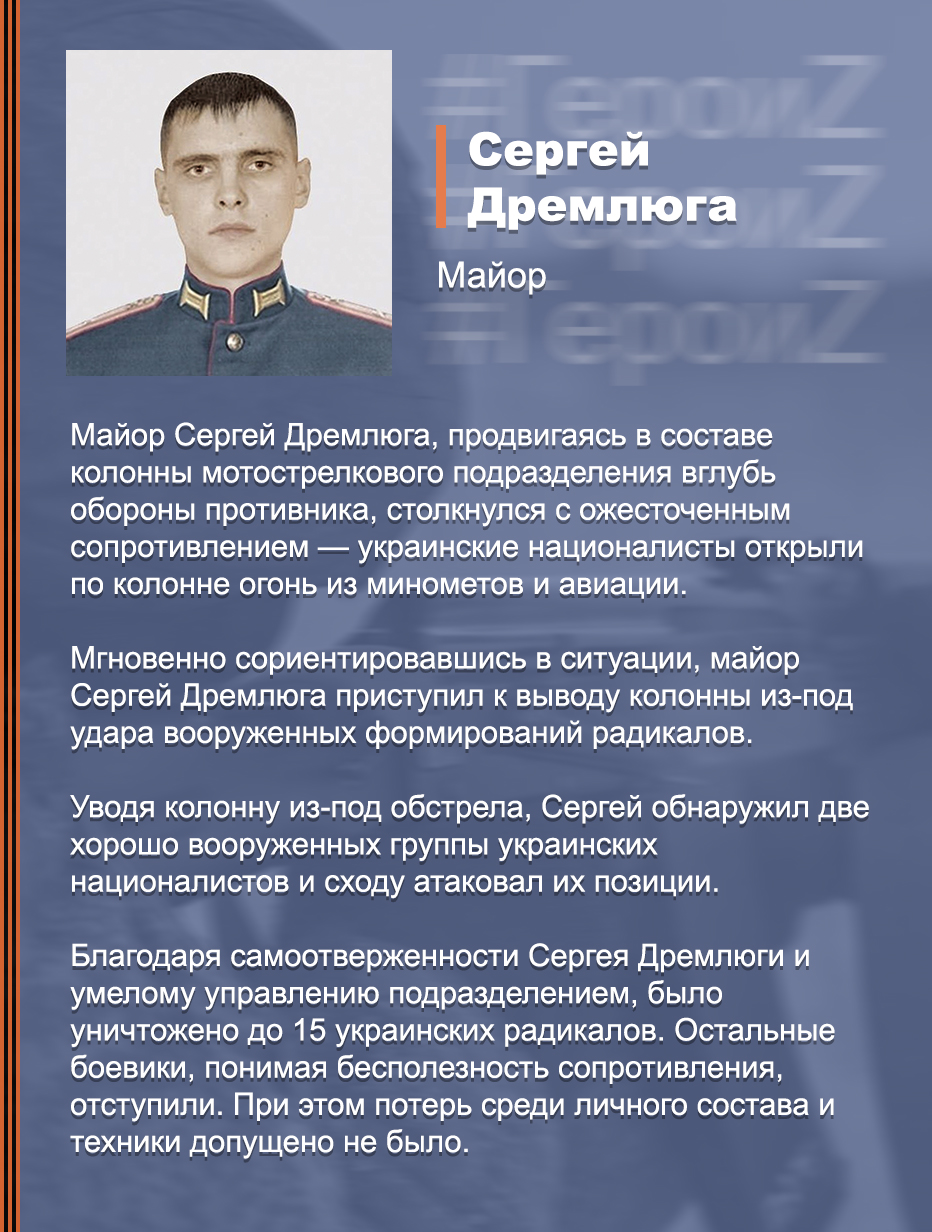 #ГероиZ
Сергей
#ГероиZ
Дремлюга
Майор
#ГероиZ
Майор Сергей Дремлюга, продвигаясь в составе
колонны мотострелкового подразделения вглубь
обороны противника, столкнулся с ожесточенным
сопротивлением — украинские националисты открыли
по колонне огонь из минометов и авиации.
Мгновенно сориентировавшись в ситуации, майор
Сергей Дремлюга приступил к выводу колонны из-под
удара вооруженных формирований радикалов.
Уводя колонну из-под обстрела, Сергей обнаружил две
хорошо вооруженных группы украинских
националистов и сходу атаковал их позиции.
Благодаря самоотверженности Сергея Дремлюги и
умелому управлению подразделением, было
уничтожено до 15 украинских радикалов. Остальные
боевики, понимая бесполезность сопротивления,
отступили. При этом потерь среди личного состава и
техники допущено не было.